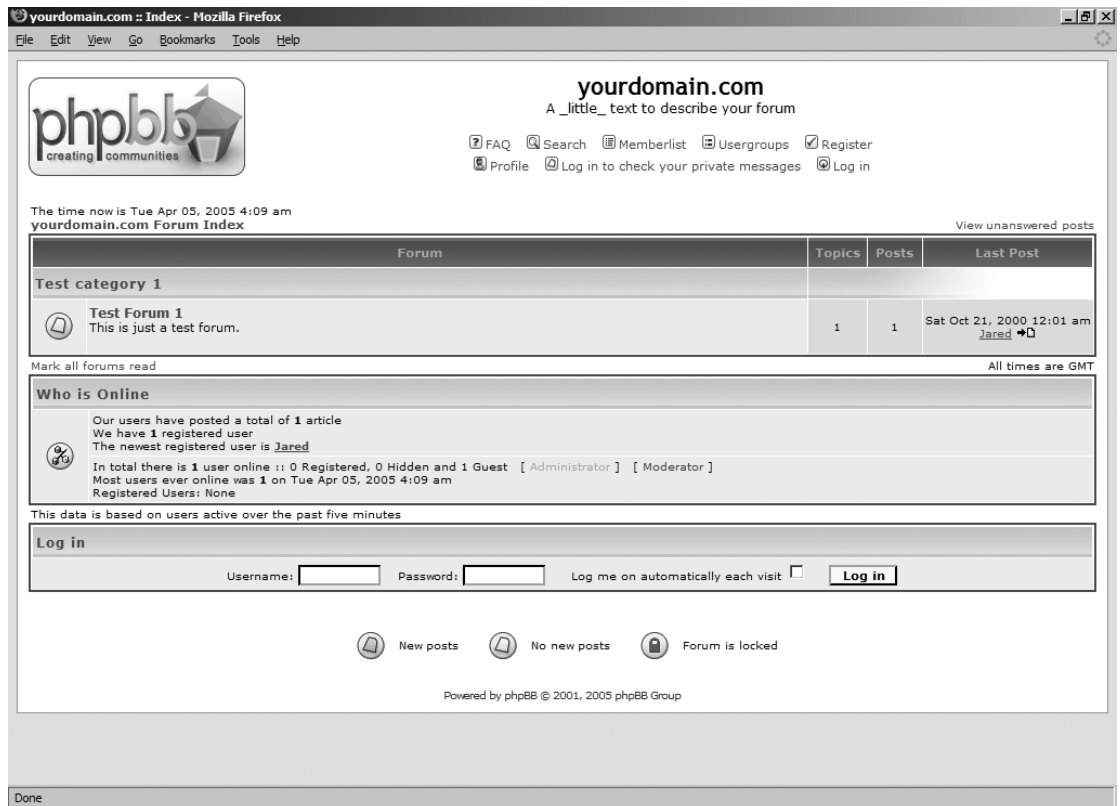 yourdomain.com :: Index - Mozilla Firefox
File Edit View Go Bookmarks Tools Help
phpBB
creating communities
yourdomain.com
A _little_ text to describe your forum
FAQ Search Memberlist Usergroups Register
Profile Log in to check your private messages Log in
The time now is Tue Apr 05, 2005 4:09 am
yourdomain.com Forum Index
View unanswered posts
Forum Topics Posts Last Post
Test category 1
Test Forum 1
This is just a test forum.
1 1
Sat Oct 21, 2000 12:01 am
Jared
Mark all forums read
All times are GMT
Who is Online
Our users have posted a total of 1 article
We have 1 registered user
The newest registered user is Jared
In total there is 1 user online :: 0 Registered, 0 Hidden and 1 Guest [ Administrator ] [ Moderator ]
Most users ever online was 1 on Tue Apr 05, 2005 4:09 am
Registered Users: None
This data is based on users active over the past five minutes
Log in
Username: Password: Log me on automatically each visit Log in
New posts No new posts Forum is locked
Powered by phpBB © 2001, 2005 phpBB Group
Done